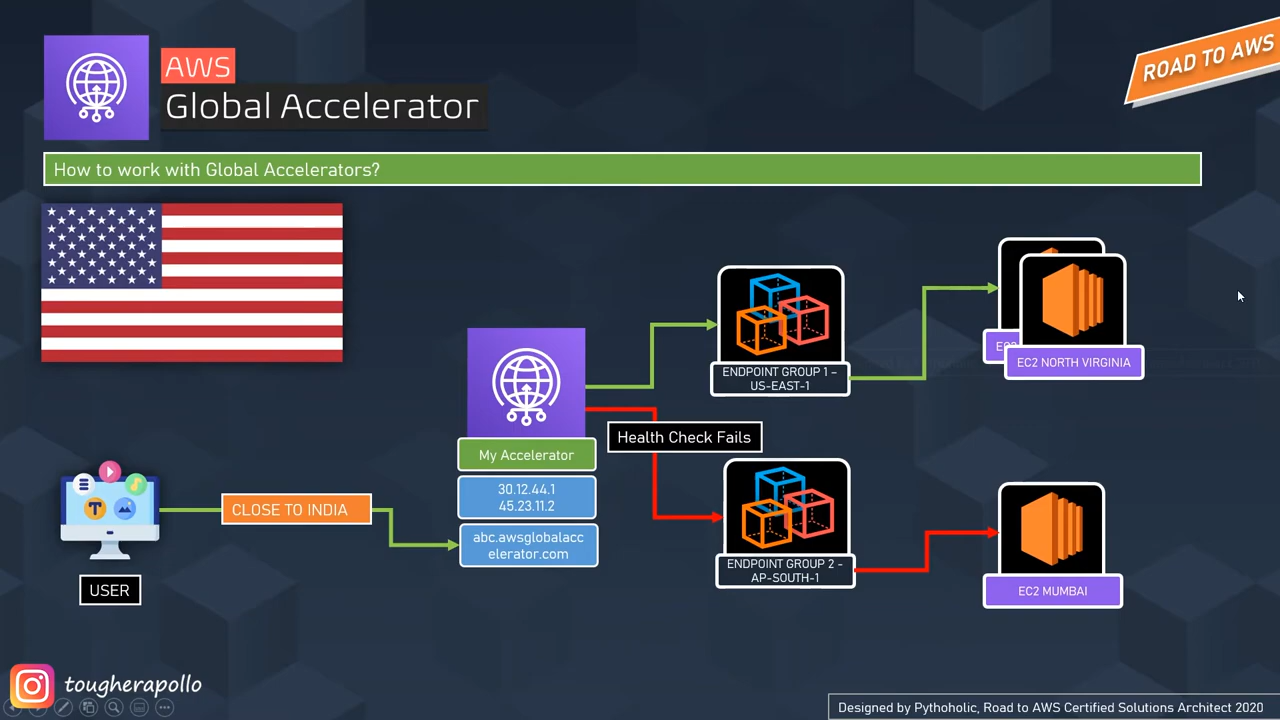 AWS
Global Accelerator
ROAD TO AWS
How to work with Global Accelerators?
ENDPOINT GROUP 1 –
US-EAST-1
EC2 NORTH VIRGINIA
Health Check Fails
My Accelerator
30.12.44.1
45.23.11.2
abc.awsglobalacc
elerator.com
CLOSE TO INDIA
USER
ENDPOINT GROUP 2 -
AP-SOUTH-1
EC2 MUMBAI
tougherapollo
Designed by Pythoholic, Road to AWS Certified Solutions Architect 2020